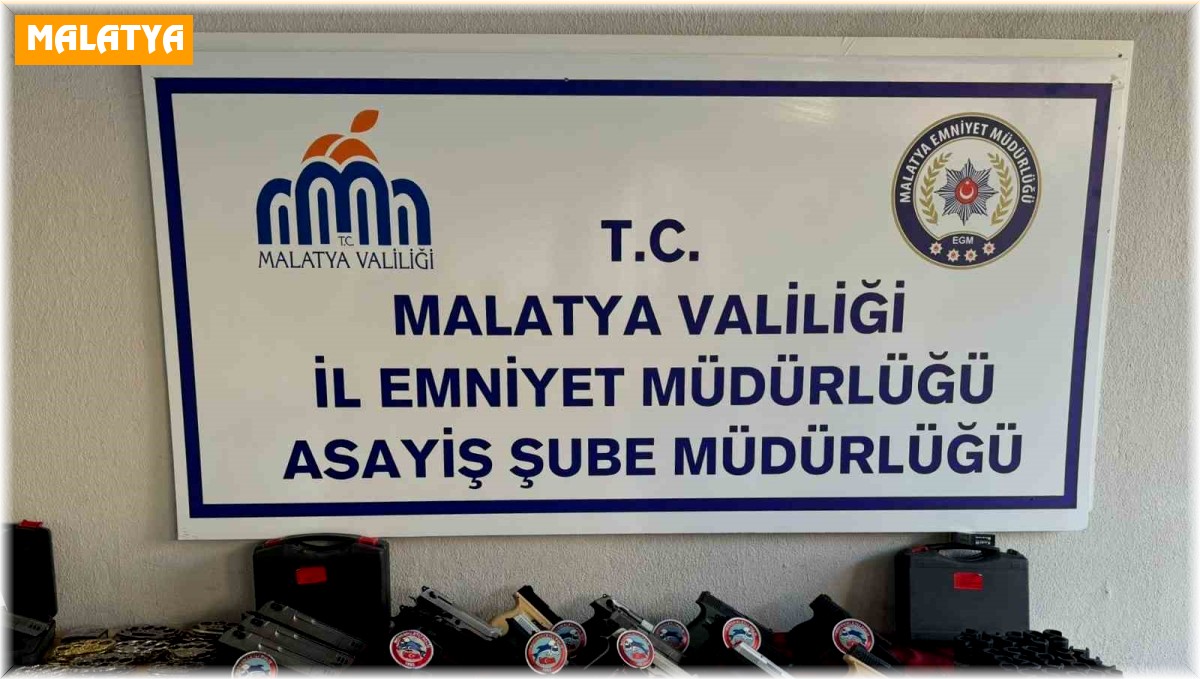 MALATYA
T.C.
MALATYA VALİLİĞİ
MALATYA EMNİYET MÜDÜRLÜĞÜ
EGM
T.C.
MALATYA VALİLİĞİ
İL EMNİYET MÜDÜRLÜĞÜ
ASAYİŞ ŞUBE MÜDÜRLÜĞÜ